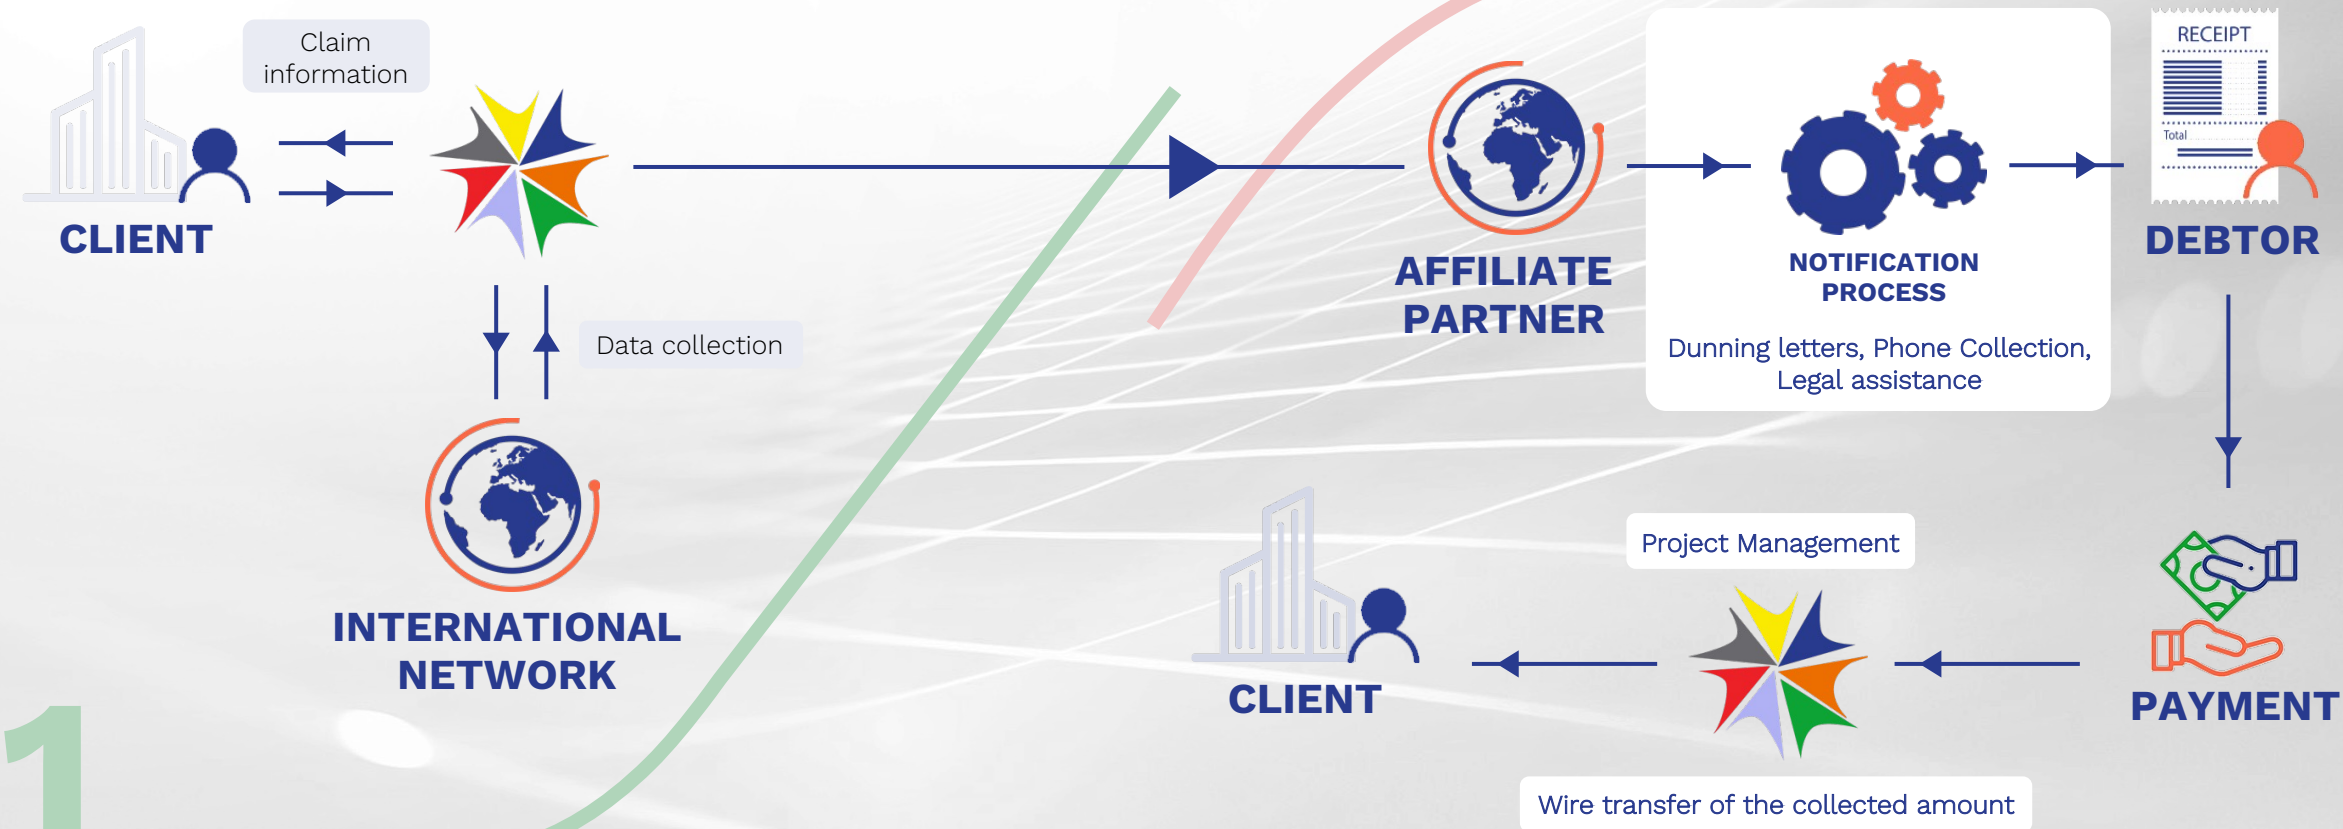 Claim
information
CLIENT
Data collection
INTERNATIONAL
NETWORK
1
AFFILIATE
PARTNER
NOTIFICATION
PROCESS
Dunning letters, Phone Collection,
Legal assistance
RECEIPT
Total
DEBTOR
PAYMENT
Project Management
Wire transfer of the collected amount
CLIENT